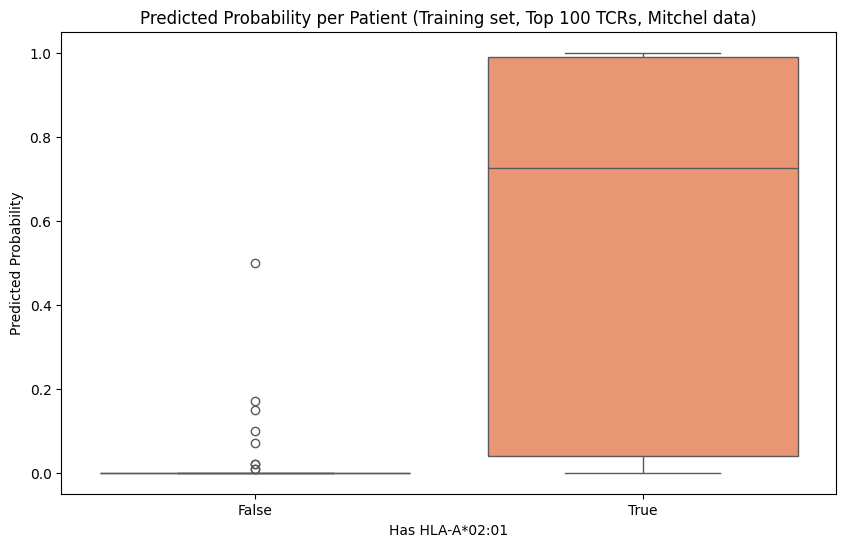 Predicted Probability per Patient (Training set, Top 100 TCRs, Mitchel data)
Predicted Probability
1.0
0.8
0.6
0.4
0.2
0.0
False
True
Has HLA-A*02:01